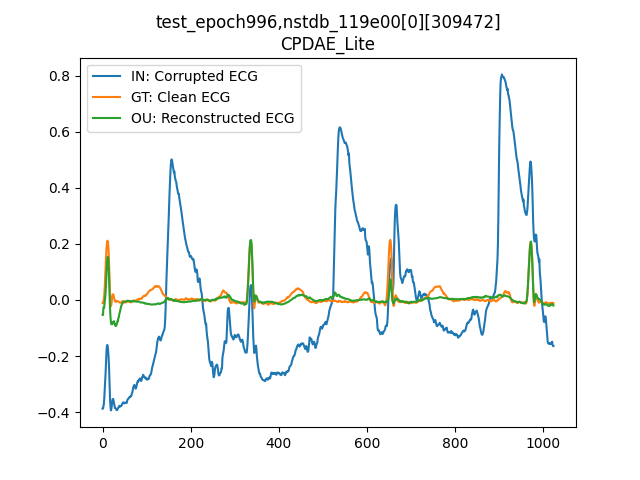 test_epoch996,nstdb_119e00[0][309472]
CPDAE_Lite
IN: Corrupted ECG
GT: Clean ECG
OU: Reconstructed ECG
0.8
0.6
0.4
0.2
0.0
−0.2
−0.4
0 200 400 600 800 1000